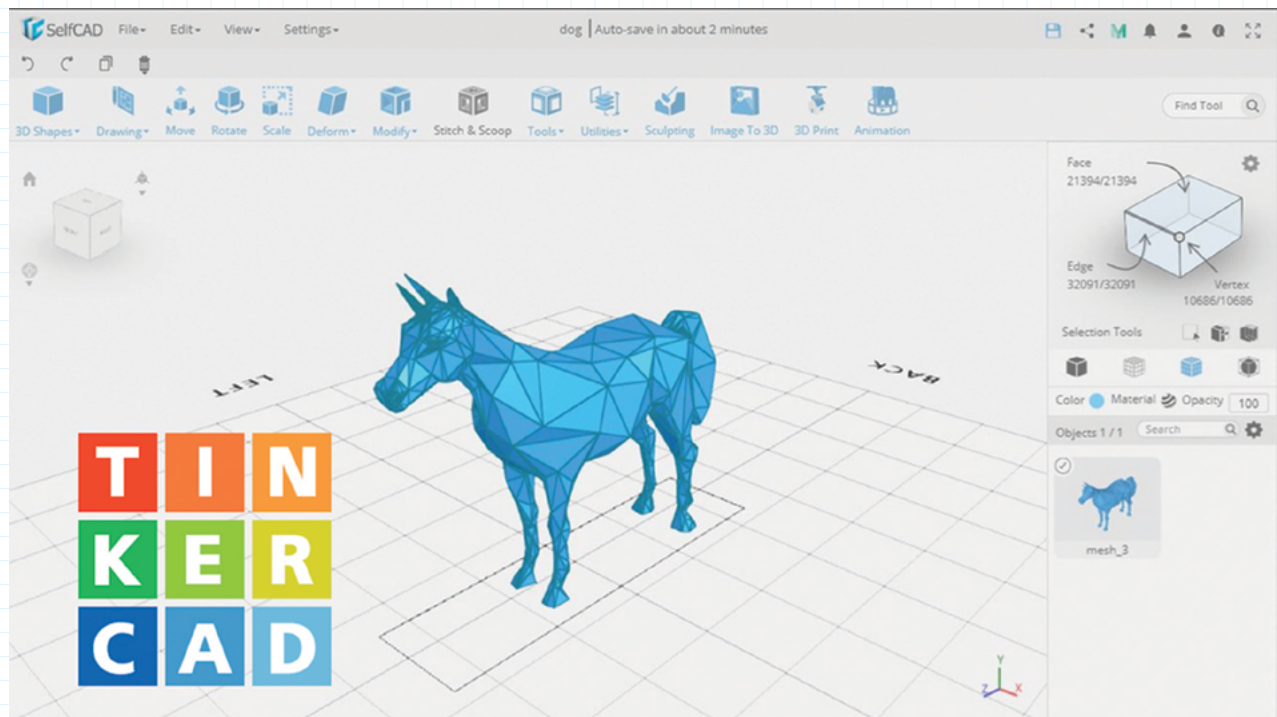 SelfCAD File Edit View Settings dog Auto-save in about 2 minutes
3D Shapes Drawing Move Rotate Scale Deform Modify Stitch & Scoop Tools Utilities Sculpting Image To 3D 3D Print Animation
Find Tool
Face
21394/21394
Edge
32091/32091
Vertex
10686/10686
Selection Tools
Color Material Opacity 100
Objects 1 / 1 Search
mesh_3
LEFT
BACK
TIN
KER
CAD
Y
Z X